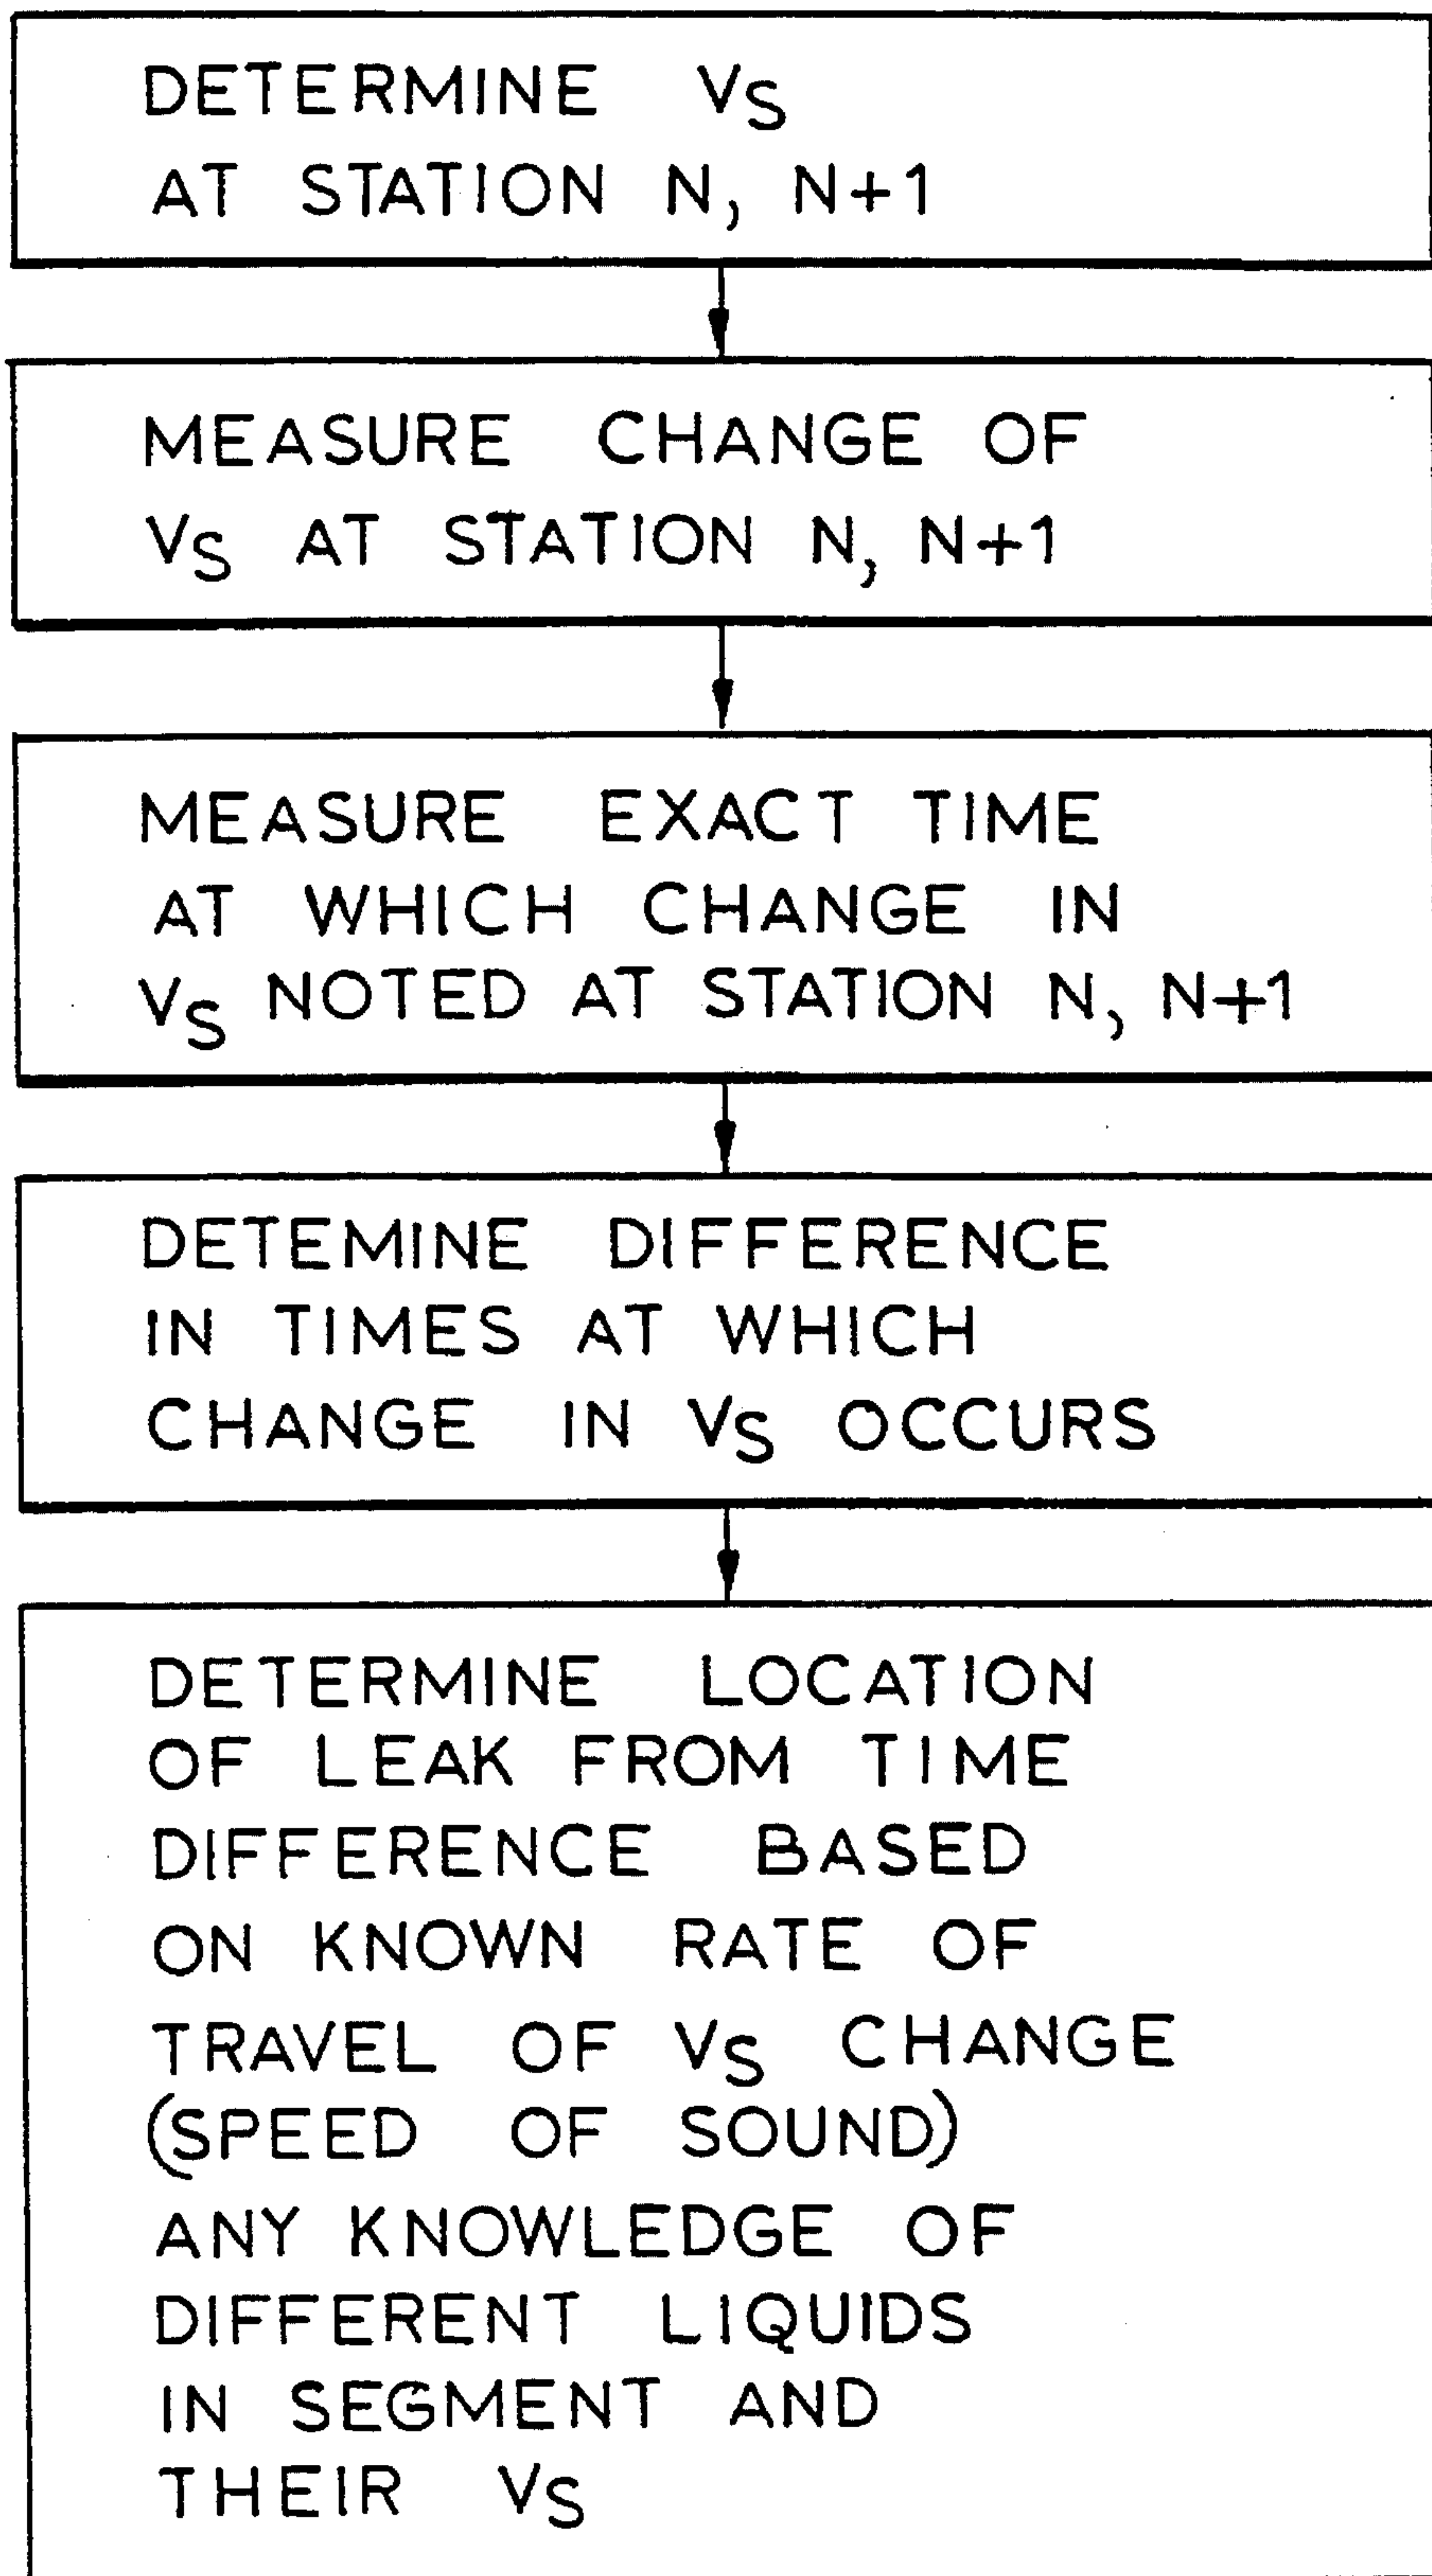 DETERMINE VS
AT STATION N, N+1
MEASURE CHANGE OF
VS AT STATION N, N+1
MEASURE EXACT TIME
AT WHICH CHANGE IN
VS NOTED AT STATION N, N+1
DETEMINE DIFFERENCE
IN TIMES AT WHICH
CHANGE IN VS OCCURS
DETERMINE LOCATION
OF LEAK FROM TIME
DIFFERENCE BASED
ON KNOWN RATE OF
TRAVEL OF VS CHANGE
(SPEED OF SOUND)
ANY KNOWLEDGE OF
DIFFERENT LIQUIDS
IN SEGMENT AND
THEIR VS